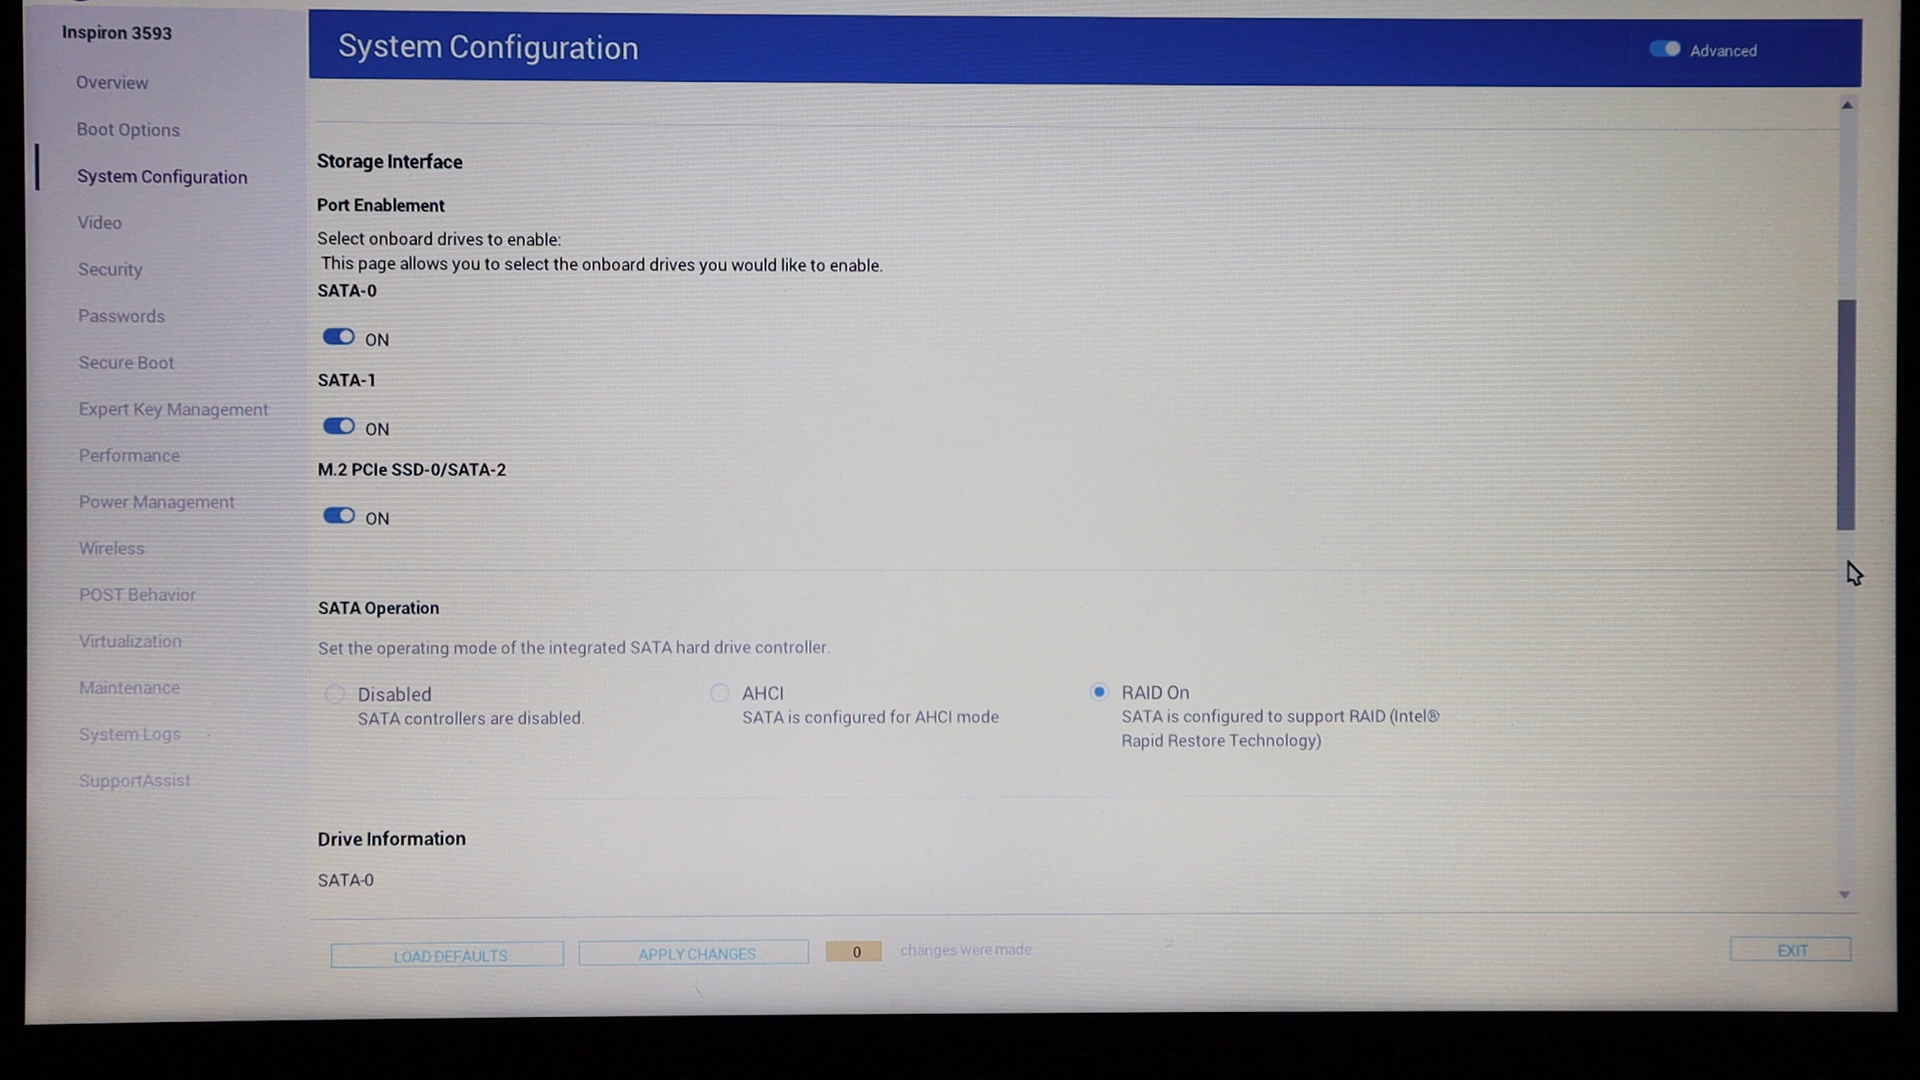 Inspiron 3593
Overview
Boot Options
System Configuration
Video
Security
Passwords
Secure Boot
Expert Key Management
Performance
Power Management
Wireless
POST Behavior
Virtualization
Maintenance
System Logs
SupportAssist
System Configuration
Advanced
Storage Interface
Port Enablement
Select onboard drives to enable:
This page allows you to select the onboard drives you would like to enable.
SATA-0
ON
SATA-1
ON
M.2 PCIe SSD-0/SATA-2
ON
SATA Operation
Set the operating mode of the integrated SATA hard drive controller.
Disabled
SATA controllers are disabled.
AHCI
SATA is configured for AHCI mode
RAID On
SATA is configured to support RAID (Intel®
Rapid Restore Technology)
Drive Information
SATA-0
LOAD DEFAULTS
APPLY CHANGES
0
changes were made
EXIT